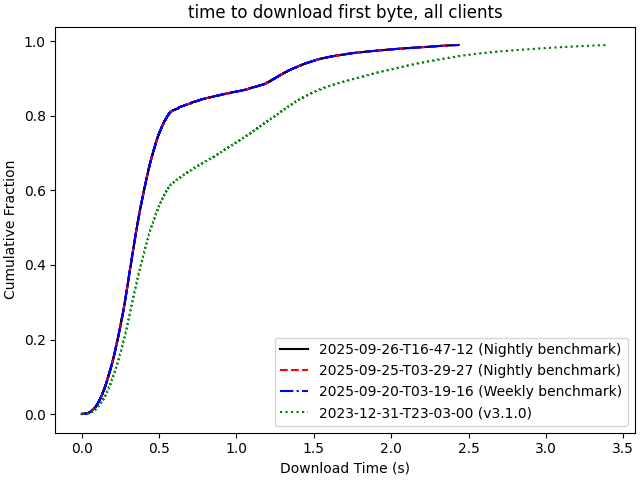 time to download first byte, all clients
Cumulative Fraction
1.0
0.8
0.6
0.4
0.2
0.0
2025-09-26-T16-47-12 (Nightly benchmark)
2025-09-25-T03-29-27 (Nightly benchmark)
2025-09-20-T03-19-16 (Weekly benchmark)
2023-12-31-T23-03-00 (v3.1.0)
0.0 0.5 1.0 1.5 2.0 2.5 3.0 3.5
Download Time (s)